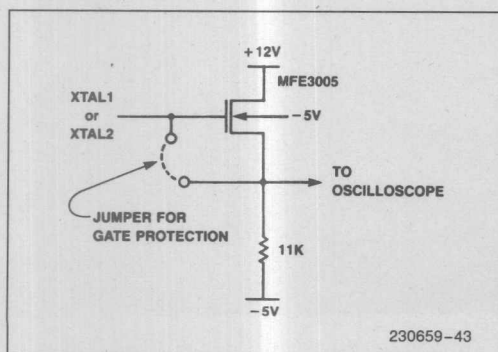 +12V
MFE3005
XTAL1
or
XTAL2
−5V
TO
OSCILLOSCOPE
JUMPER FOR
GATE PROTECTION
11K
−5V
230659–43